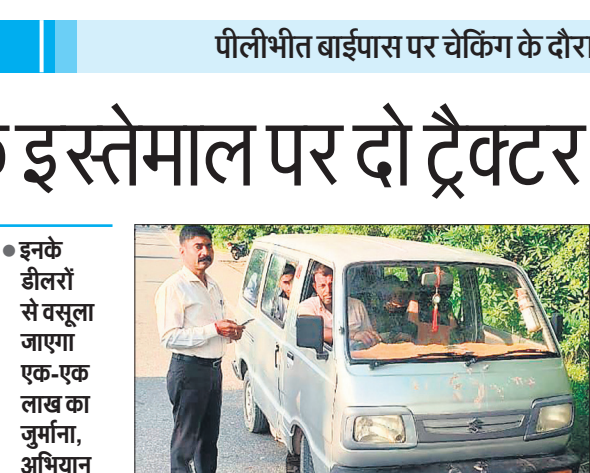 पीलीभीत बाईपास पर चेकिंग के
इस्तेमाल पर दो ट्रैक्टर
• इनके
डीलरों
से वसूला
जाएगा
एक-एक
लाख का
जुर्माना,
अभियान